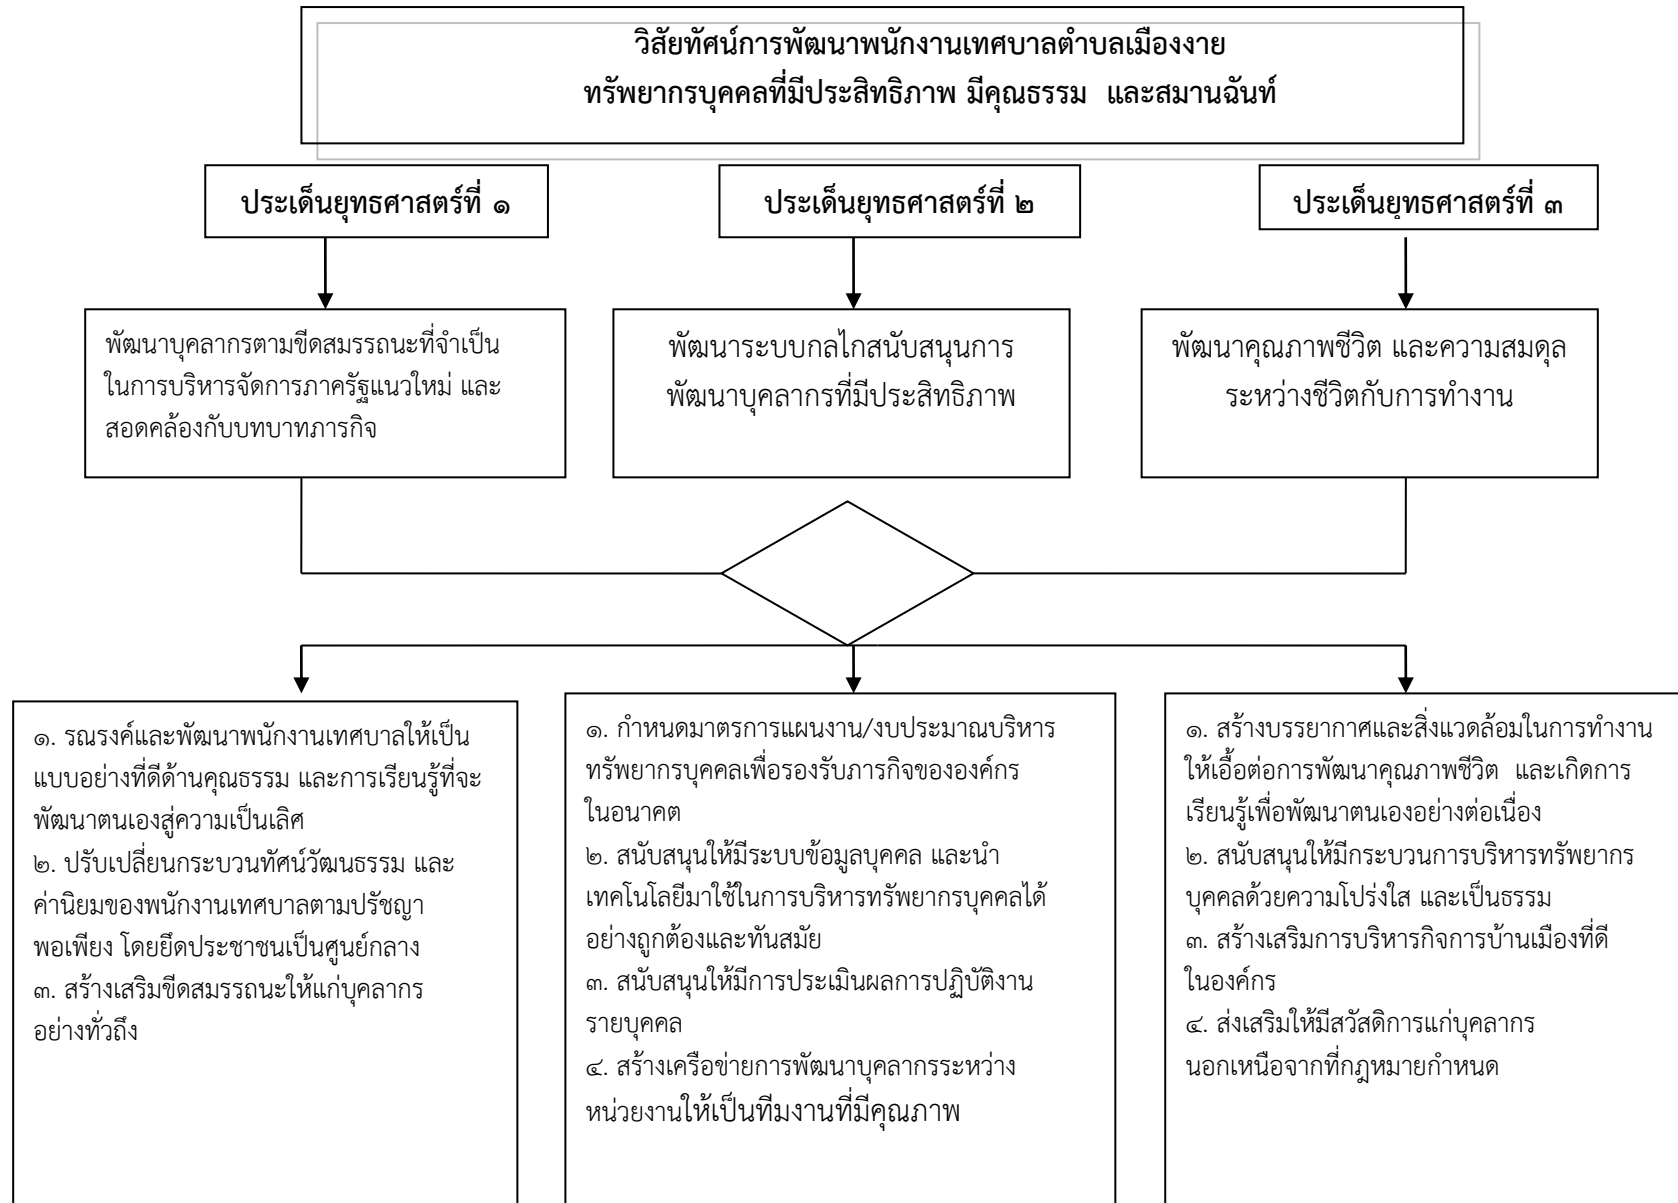 วิสัยทัศน์การพัฒนาพนักงานเทศบาลตำบลเมืองงาย
ทรัพยากรบุคคลที่มีประสิทธิภาพ มีคุณธรรม  และสมานฉันท์
ประเด็นยุทธศาสตร์ที่ ๑
ประเด็นยุทธศาสตร์ที่ ๒
ประเด็นยุทธศาสตร์ที่ ๓
พัฒนาบุคลากรตามขีดสมรรถนะที่จำเป็น
ในการบริหารจัดการภาครัฐแนวใหม่ และ
สอดคล้องกับบทบาทภารกิจ
พัฒนาระบบกลไกสนับสนุนการ
พัฒนาบุคลากรที่มีประสิทธิภาพ
พัฒนาคุณภาพชีวิต และความสมดุล
ระหว่างชีวิตกับการทำงาน
๑. รณรงค์และพัฒนาพนักงานเทศบาลให้เป็น
แบบอย่างที่ดีด้านคุณธรรม และการเรียนรู้ที่จะ
พัฒนาตนเองสู่ความเป็นเลิศ
๒. ปรับเปลี่ยนกระบวนทัศน์วัฒนธรรม และ
ค่านิยมของพนักงานเทศบาลตามปรัชญา
พอเพียง โดยยึดประชาชนเป็นศูนย์กลาง
๓. สร้างเสริมขีดสมรรถนะให้แก่บุคลากร
อย่างทั่วถึง
๑. กำหนดมาตรการแผนงาน/งบประมาณบริหาร
ทรัพยากรบุคคลเพื่อรองรับภารกิจขององค์กร
ในอนาคต
๒. สนับสนุนให้มีระบบข้อมูลบุคคล และนำ
เทคโนโลยีมาใช้ในการบริหารทรัพยากรบุคคลได้
อย่างถูกต้องและทันสมัย
๓. สนับสนุนให้มีการประเมินผลการปฏิบัติงาน
รายบุคคล
๔. สร้างเครือข่ายการพัฒนาบุคลากรระหว่าง
หน่วยงานให้เป็นทีมงานที่มีคุณภาพ
๑. สร้างบรรยากาศและสิ่งแวดล้อมในการทำงาน
ให้เอื้อต่อการพัฒนาคุณภาพชีวิต  และเกิดการ
เรียนรู้เพื่อพัฒนาตนเองอย่างต่อเนื่อง
๒. สนับสนุนให้มีกระบวนการบริหารทรัพยากร
บุคคลด้วยความโปร่งใส และเป็นธรรม
๓. สร้างเสริมการบริหารกิจการบ้านเมืองที่ดี
ในองค์กร
๔. ส่งเสริมให้มีสวัสดิการแก่บุคลากร
นอกเหนือจากที่กฎหมายกำหนด